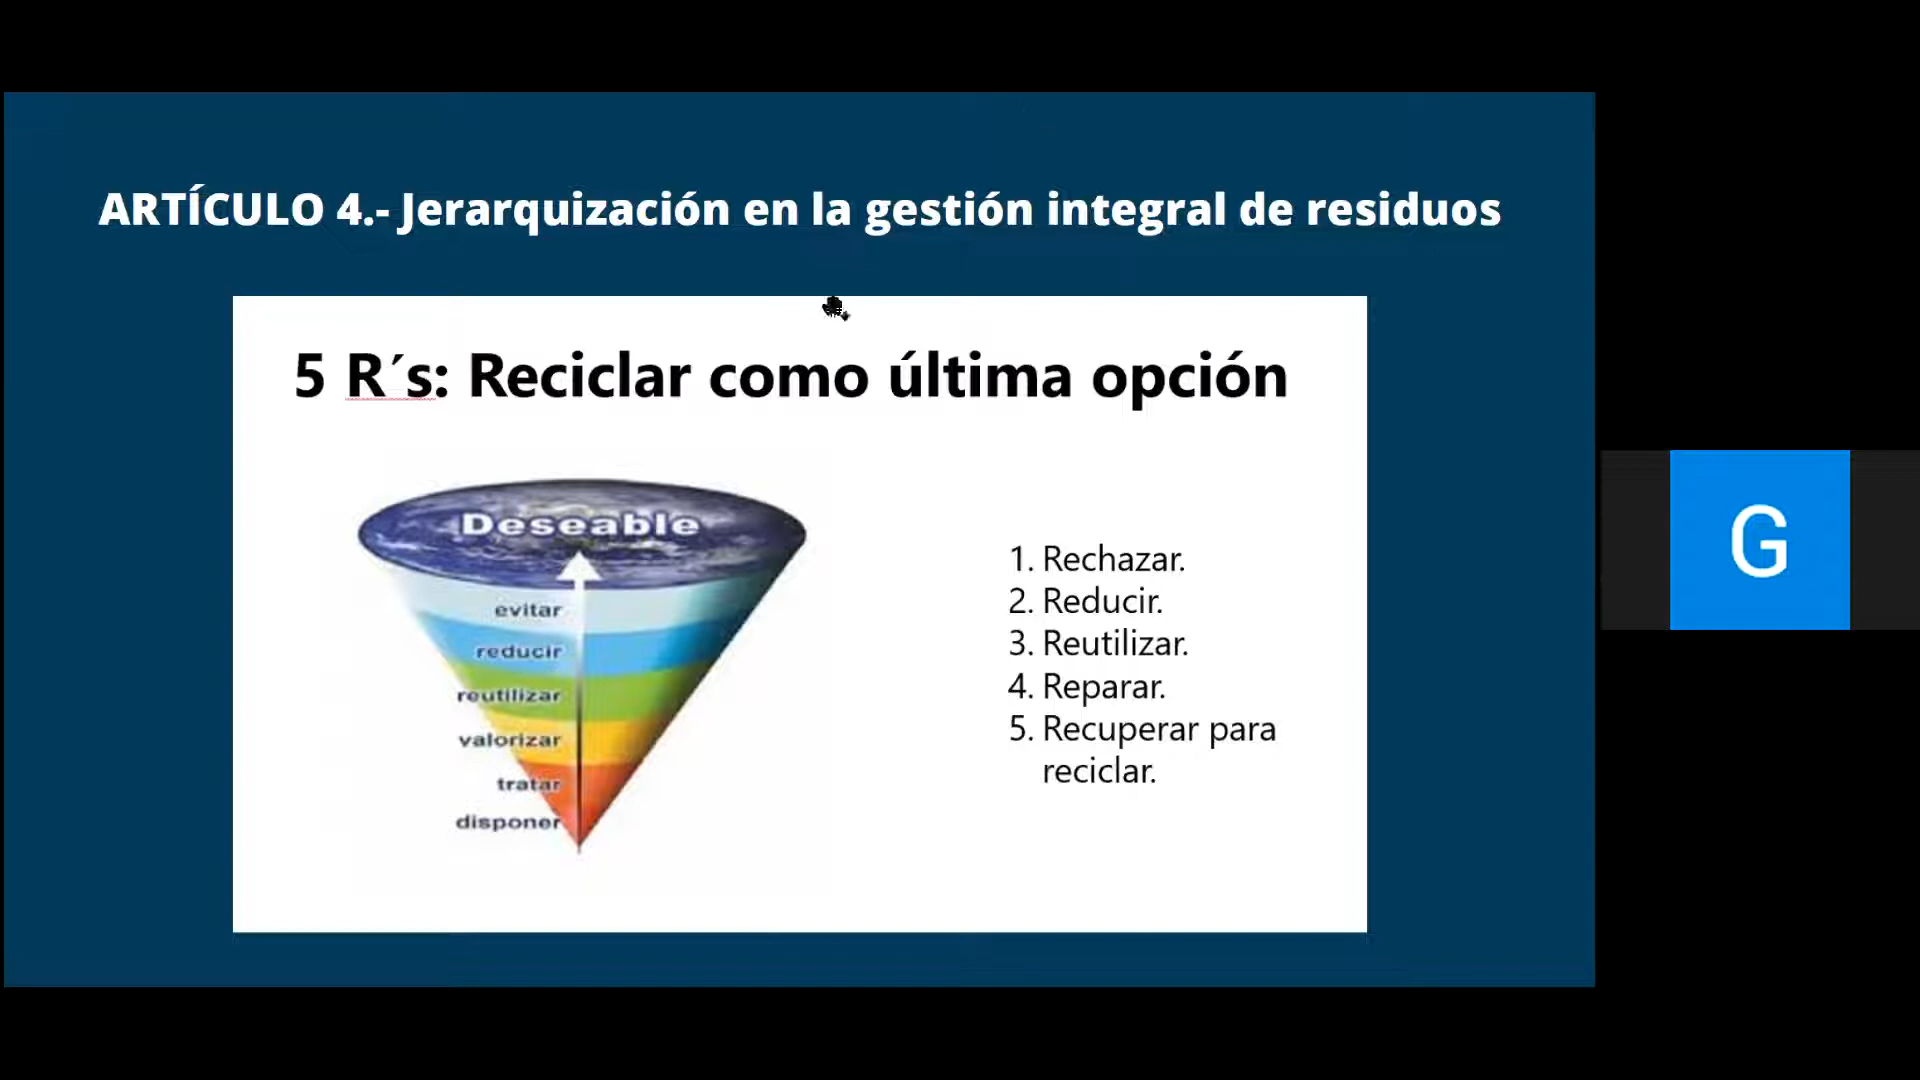 ARTÍCULO 4.- Jerarquización en la gestión integral de residuos
5 R´s: Reciclar como última opción
Deseable
evitar
reducir
reutilizar
valorizar
tratar
disponer
1. Rechazar.
2. Reducir.
3. Reutilizar.
4. Reparar.
5. Recuperar para
reciclar.
G